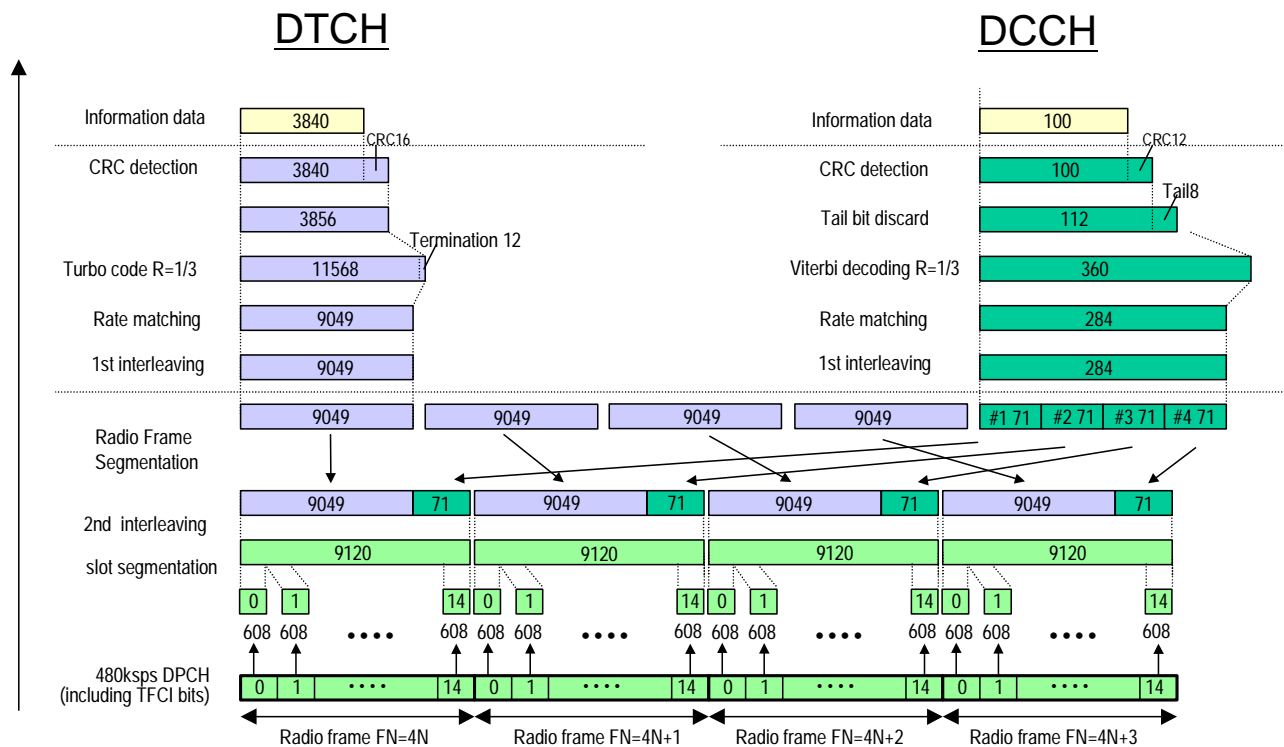 DTCH DCCH
Information data 3840 Information data 100
CRC16 CRC12
CRC detection 3840 CRC detection 100
Tail8
3856 Tail bit discard 112
Termination 12
Turbo code R=1/3 11568 Viterbi decoding R=1/3 360
Rate matching 9049 Rate matching 284
1st interleaving 9049 1st interleaving 284
9049 9049 9049 9049 #1 71 #2 71 #3 71 #4 71
Radio Frame
Segmentation
9049 71 9049 71 9049 71 9049 71
2nd interleaving
9120 9120 9120 9120
slot segmentation
0 1 14 0 1 14 0 1 14 0 1 14
608 608 •••• 608 608 608 •••• 608 608 608 •••• 608 608 608 •••• 608
480ksps DPCH
(including TFCI bits)
0 1 •••• 14 0 1 •••• 14 0 1 •••• 14 0 1 •••• 14
Radio frame FN=4N Radio frame FN=4N+1 Radio frame FN=4N+2 Radio frame FN=4N+3